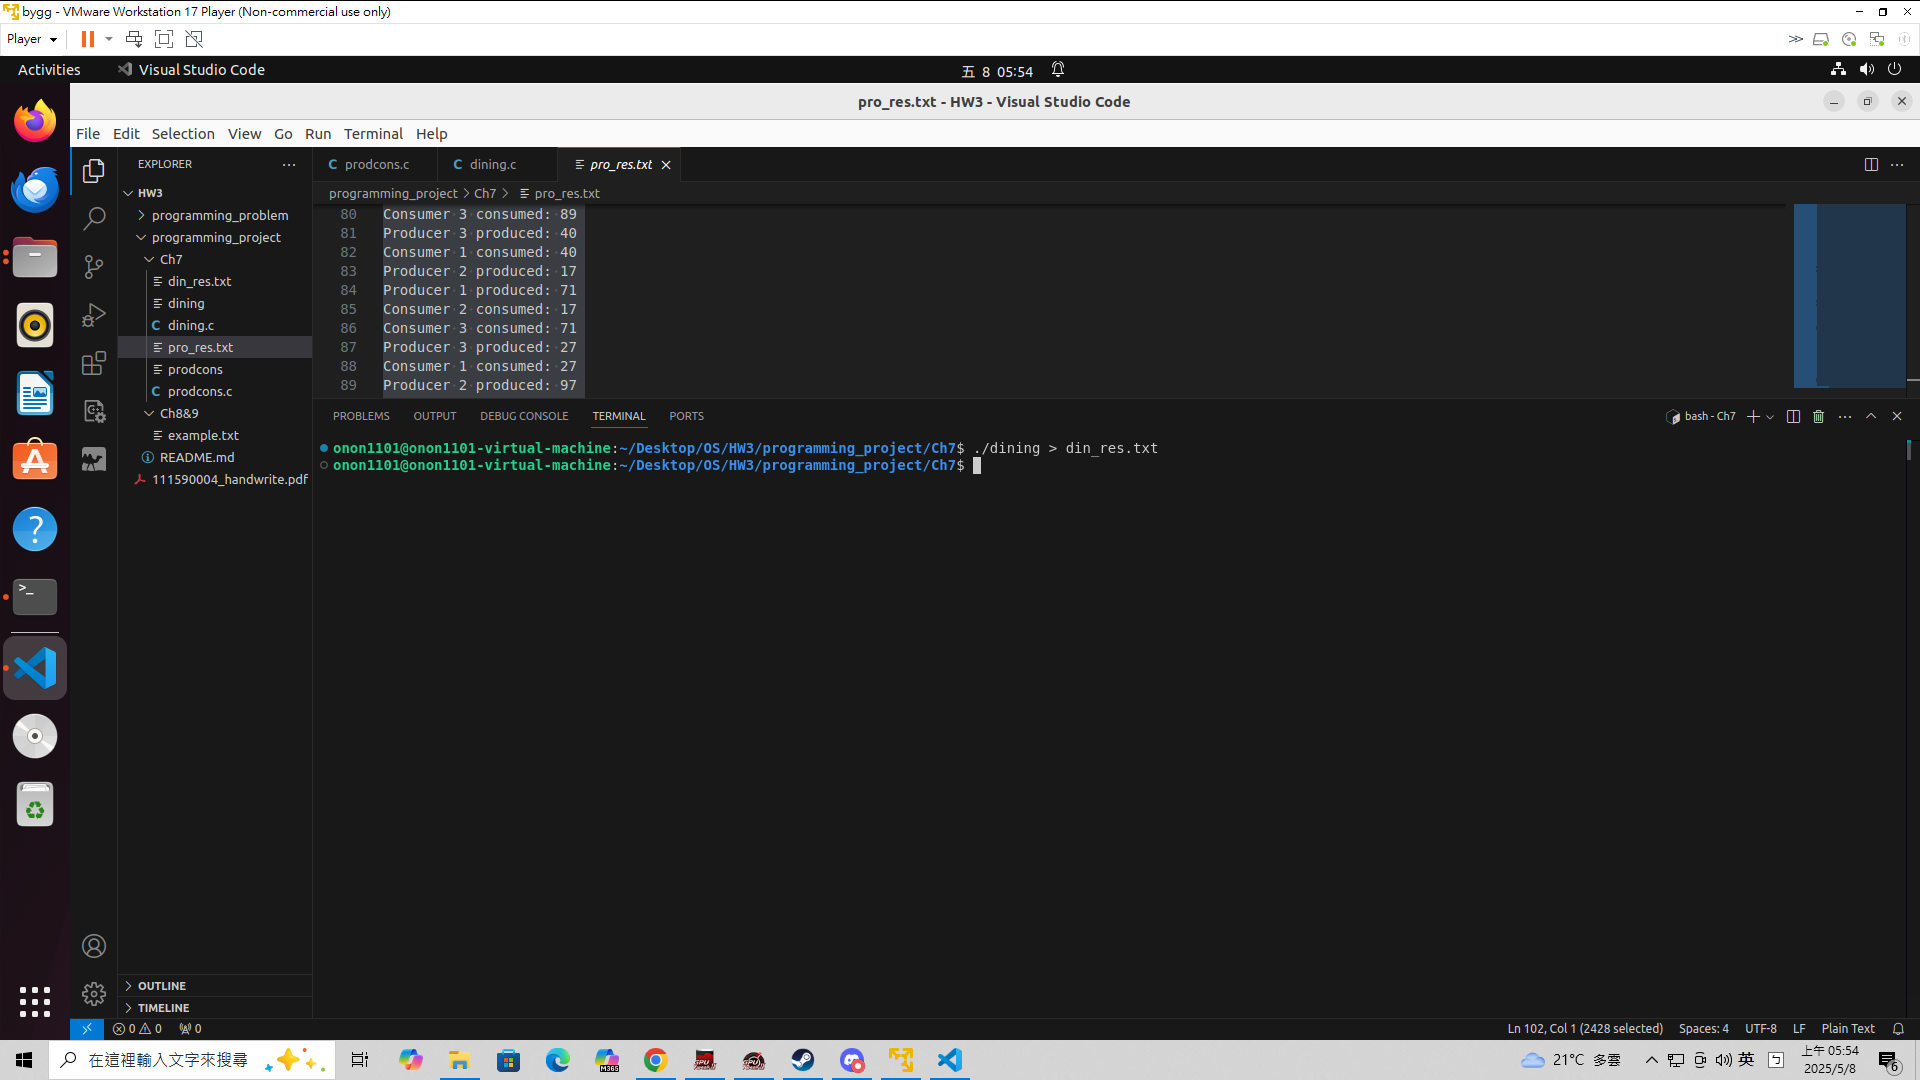 bygg - VMware Workstation 17 Player (Non-commercial use only)
Player
Activities
Visual Studio Code
五 8 05:54
pro_res.txt - HW3 - Visual Studio Code
File Edit Selection View Go Run Terminal Help
EXPLORER
HW3
programming_problem
programming_project
Ch7
din_res.txt
dining
dining.c
pro_res.txt
prodcons
prodcons.c
Ch8&9
example.txt
README.md
111590004_handwrite.pdf
OUTLINE
TIMELINE
prodcons.c
dining.c
pro_res.txt
programming_project > Ch7 > pro_res.txt
80 Consumer 3 consumed: 89
81 Producer 3 produced: 40
82 Consumer 1 consumed: 40
83 Producer 2 produced: 17
84 Producer 1 produced: 71
85 Consumer 2 consumed: 17
86 Consumer 3 consumed: 71
87 Producer 3 produced: 27
88 Consumer 1 consumed: 27
89 Producer 2 produced: 97
PROBLEMS OUTPUT DEBUG CONSOLE TERMINAL PORTS
bash - Ch7
onon1101@onon1101-virtual-machine:~/Desktop/OS/HW3/programming_project/Ch7$ ./dining > din_res.txt
onon1101@onon1101-virtual-machine:~/Desktop/OS/HW3/programming_project/Ch7$
0 0 0
Ln 102, Col 1 (2428 selected) Spaces: 4 UTF-8 LF Plain Text
在這裡輸入文字來搜尋
M365
21°C 多雲
英
上午 05:54
2025/5/8
6